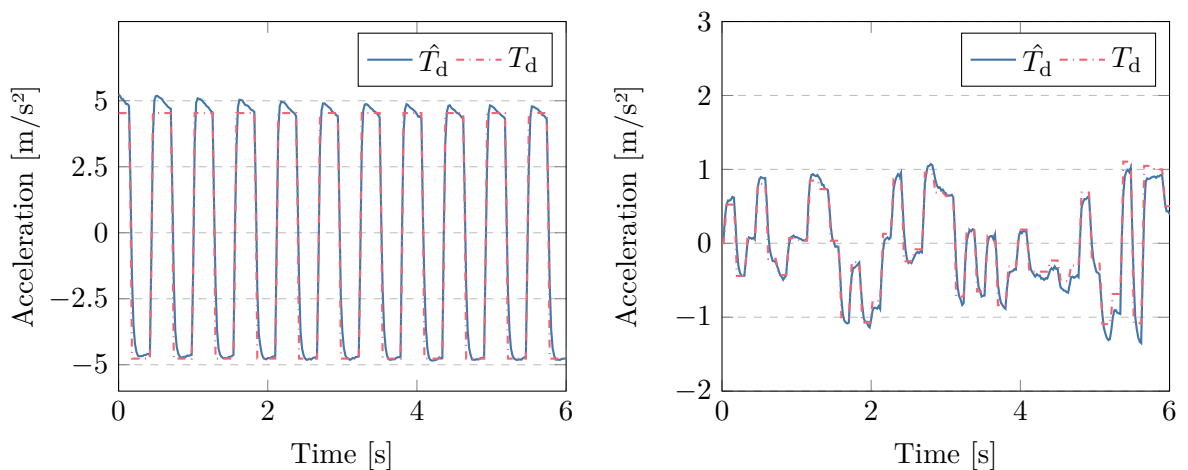 T̂d Td
Acceleration [m/s²]
5
2.5
0
−2.5
−5
0 2 4 6
Time [s]
T̂d Td
Acceleration [m/s²]
3
2
1
0
−1
−2
0 2 4 6
Time [s]